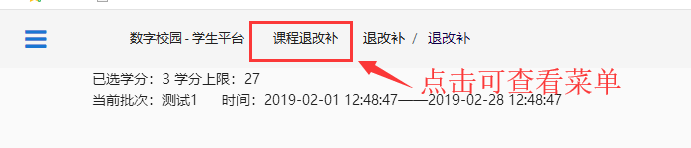 数字校园 - 学生平台 课程退改补 退改补 / 退改补
已选学分：3 学分上限：27
点击可查看菜单
当前批次：测试1 时间：2019-02-01 12:48:47——2019-02-28 12:48:47